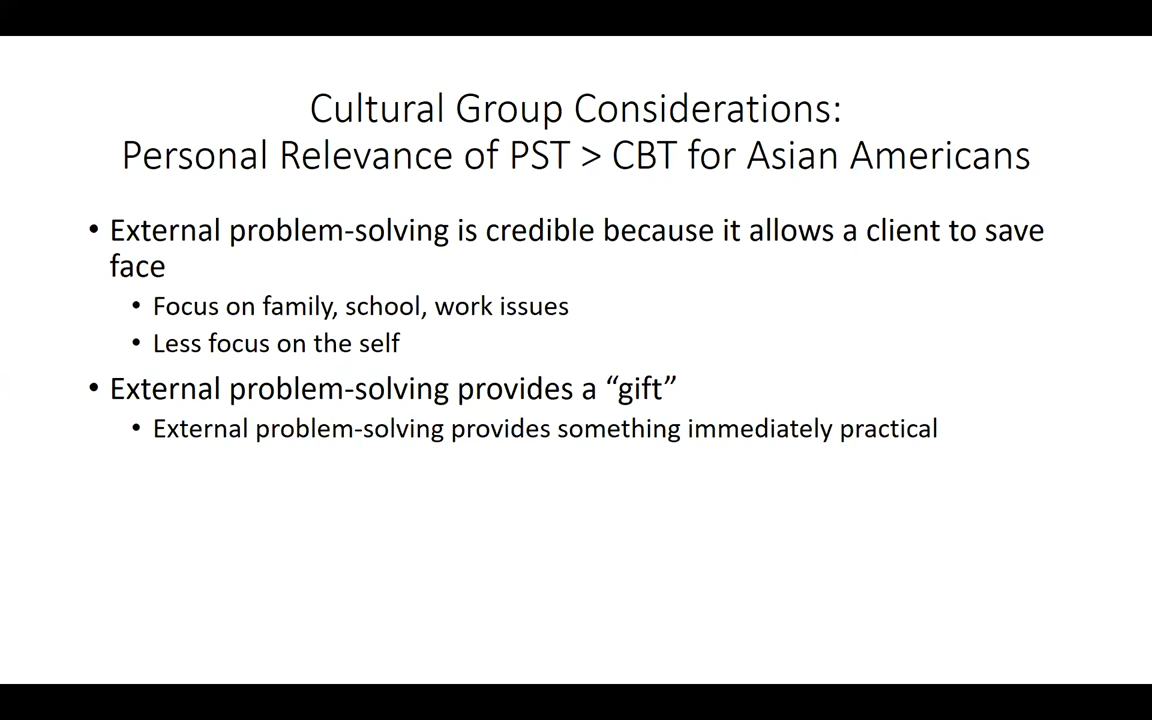 Cultural Group Considerations:
Personal Relevance of PST > CBT for Asian Americans
• External problem-solving is credible because it allows a client to save
face
• Focus on family, school, work issues
• Less focus on the self
• External problem-solving provides a “gift”
• External problem-solving provides something immediately practical